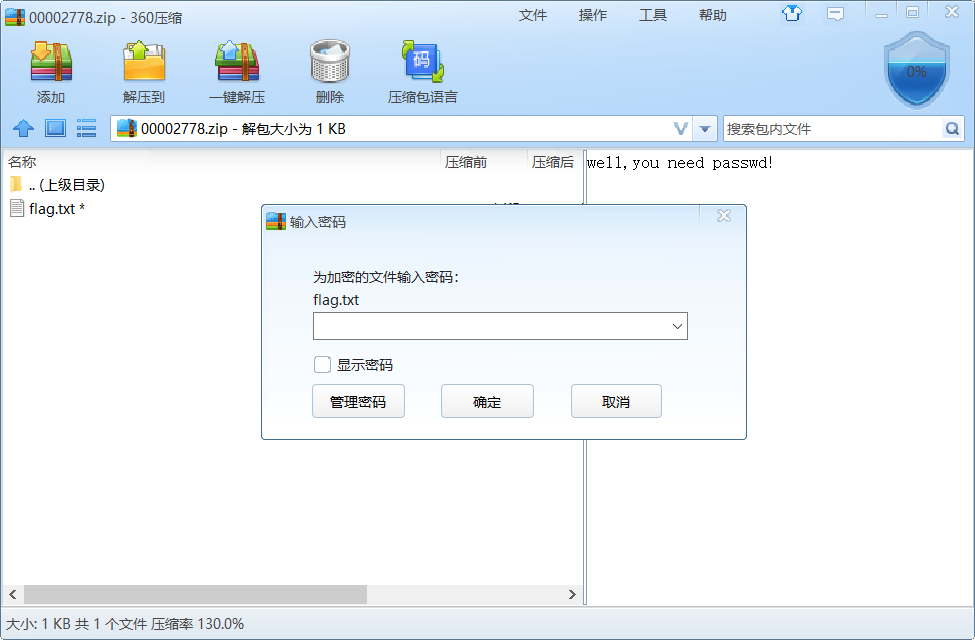 00002778.zip - 360压缩
文件 操作 工具 帮助
添加 解压到 一键解压 删除 压缩包语言
码
0%
00002778.zip - 解包大小为 1 KB
搜索包内文件
名称 压缩前 压缩后
.. (上级目录)
flag.txt *
well,you need passwd!
输入密码
为加密的文件输入密码：
flag.txt
显示密码
管理密码 确定 取消
大小: 1 KB 共 1 个文件 压缩率 130.0%